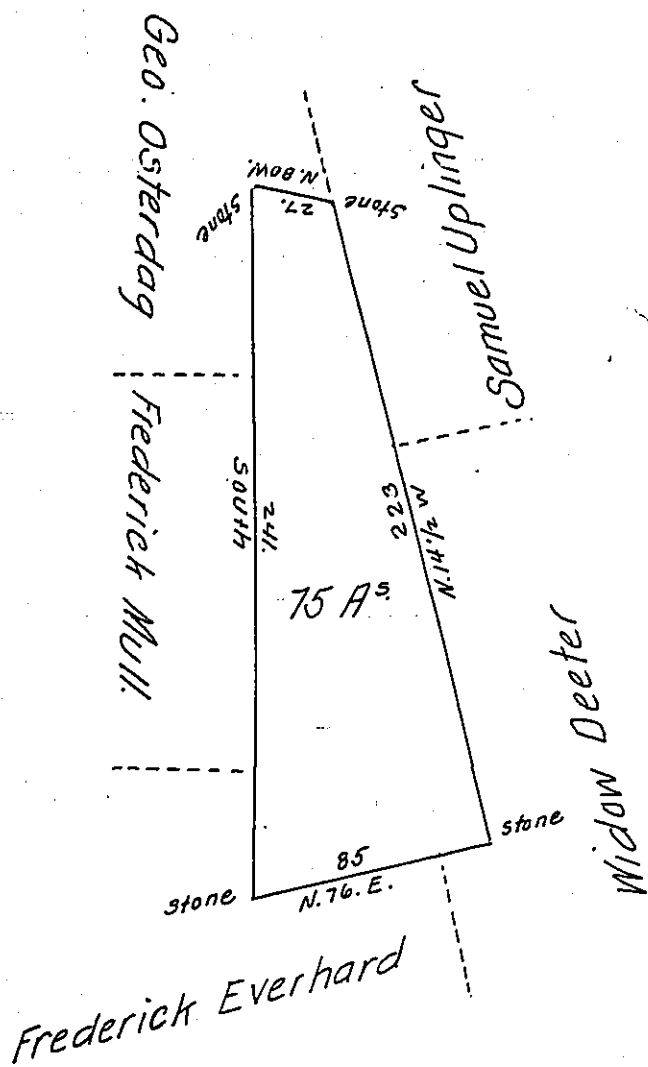 Geo. Osterdag
Samuel Uplinger
N.80W.
27.
Stone
Stone
Frederick Mull.
South
241.
223
N.14½ W
75 Aˢ.
Widow Deeter
Stone
85
N.76.E.
Stone
Frederick Everhard